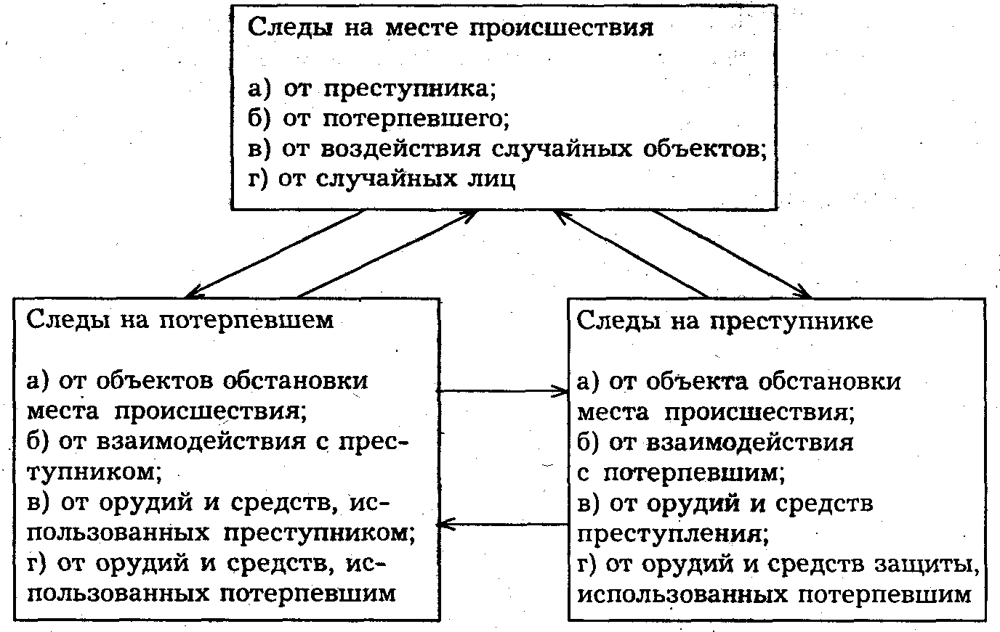 Следы на месте происшествия
а) от преступника;
б) от потерпевшего;
в) от воздействия случайных объектов;
г) от случайных лиц
Следы на потерпевшем
а) от объектов обстановки
места происшествия;
б) от взаимодействия с прес-
тупником;
в) от орудий и средств, ис-
пользованных преступником;
г) от орудий и средств, ис-
пользованных потерпевшим
Следы на преступнике
а) от объекта обстановки
места происшествия;
б) от взаимодействия
с потерпевшим;
в) от орудий и средств
преступления;
г) от орудий и средств защиты,
использованных потерпевшим